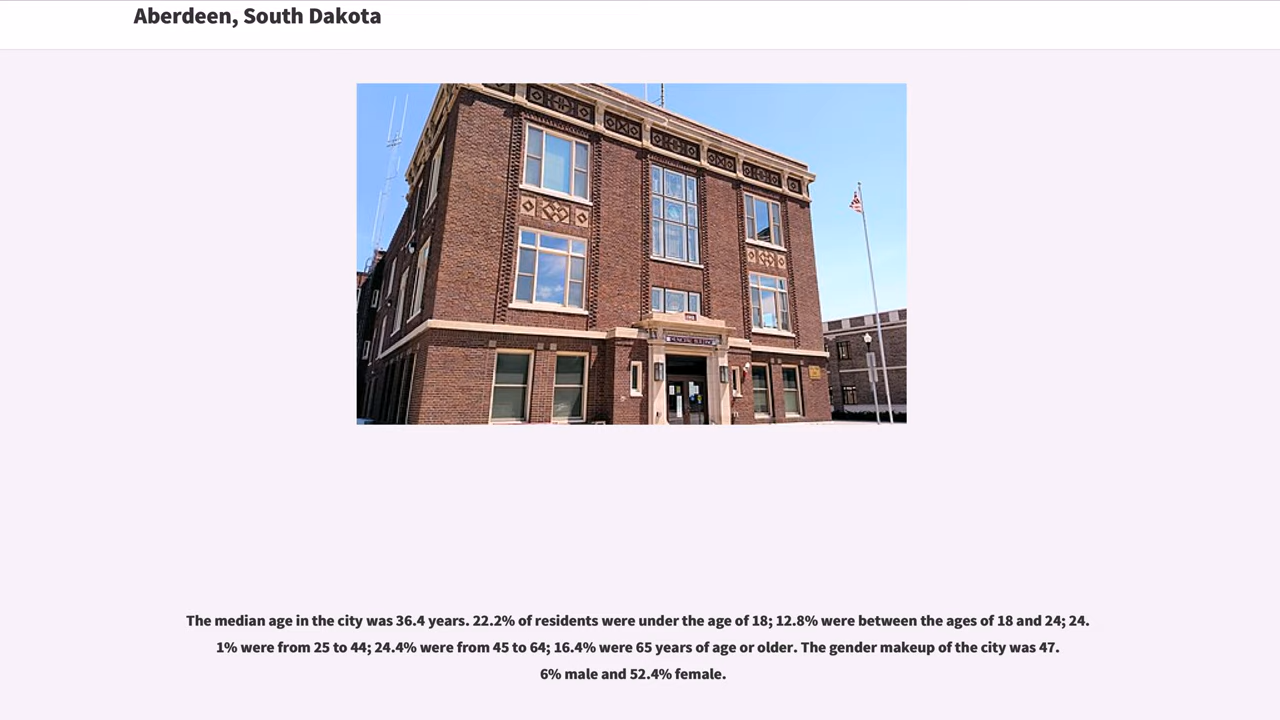 Aberdeen, South Dakota
MUNICIPAL BUILDING
The median age in the city was 36.4 years. 22.2% of residents were under the age of 18; 12.8% were between the ages of 18 and 24; 24.
1% were from 25 to 44; 24.4% were from 45 to 64; 16.4% were 65 years of age or older. The gender makeup of the city was 47.
6% male and 52.4% female.